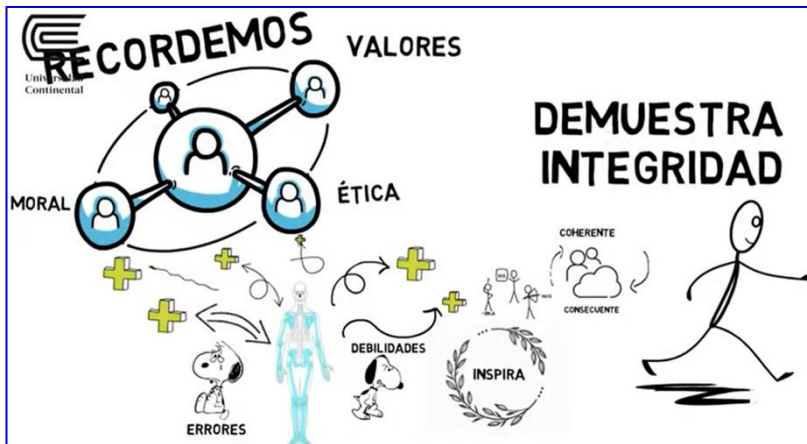 RECORDEMOS
Universidad
Continental
VALORES
MORAL
ÉTICA
DEMUESTRA
INTEGRIDAD
COHERENTE
CONSECUENTE
DEBILIDADES
ERRORES
INSPIRA